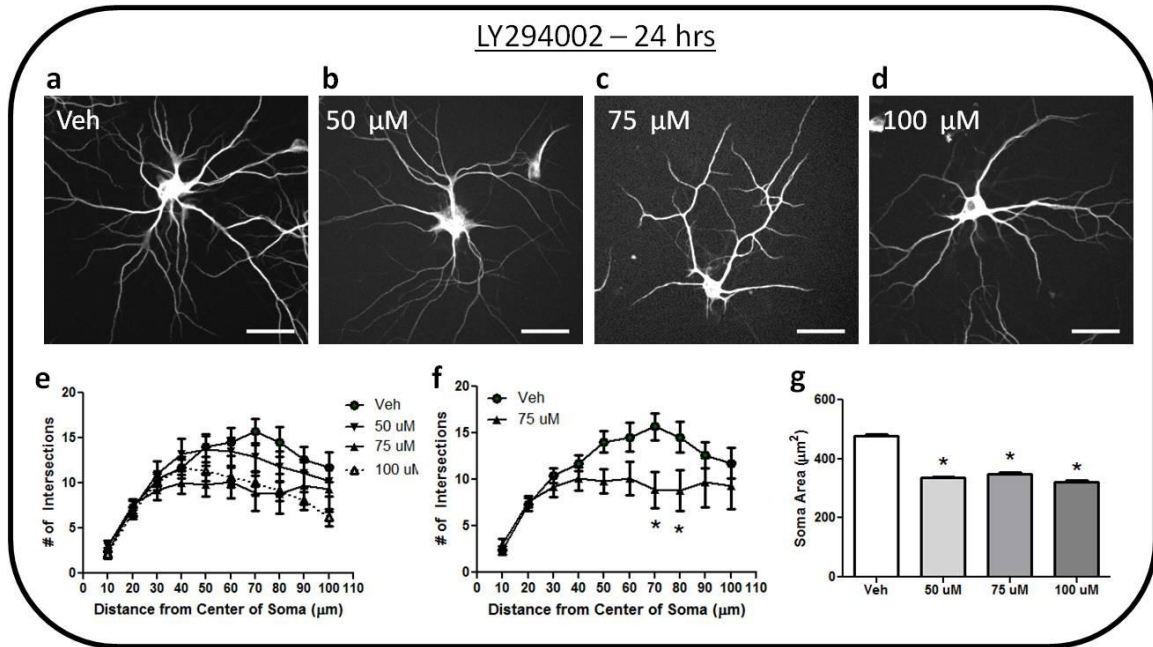 LY294002 – 24 hrs
a
b
c
d
Veh
50 μM
75 μM
100 μM
e
# of Intersections
20
15
10
5
0
0 10 20 30 40 50 60 70 80 90 100 110
Distance from Center of Soma (μm)
Veh
50 uM
75 uM
100 uM
f
# of Intersections
20
15
10
5
0
0 10 20 30 40 50 60 70 80 90 100 110
Distance from Center of Soma (μm)
Veh
75 uM
* *
g
Soma Area (μm²)
600
400
200
0
* * *
Veh 50 uM 75 uM 100 uM